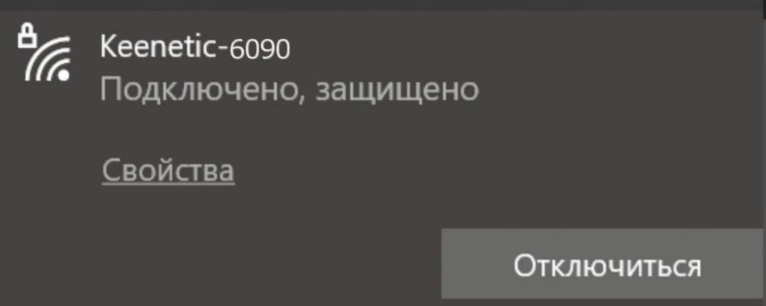 Keenetic-6090
Подключено, защищено
Свойства
Отключиться